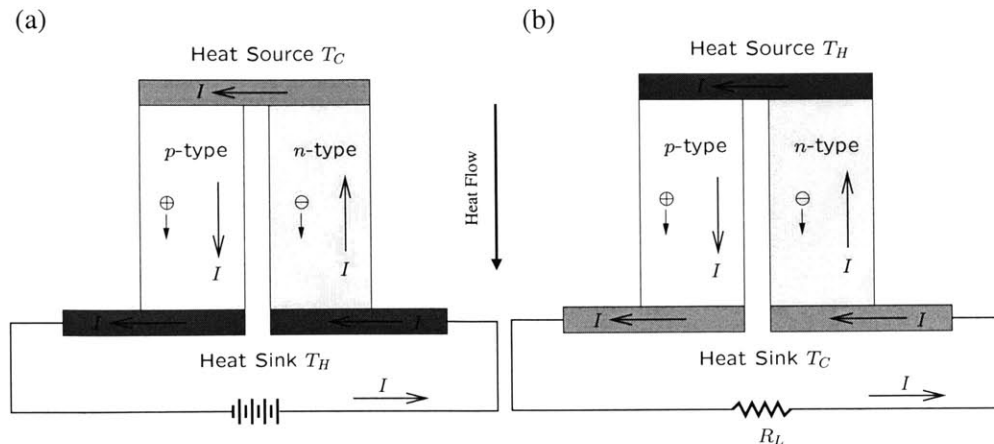 (a)
Heat Source T_C
I
p-type
n-type
⊕
⊖
I
I
I
I
Heat Sink T_H
I
Heat Flow
(b)
Heat Source T_H
I
p-type
n-type
⊕
⊖
I
I
I
I
Heat Sink T_C
I
R_L